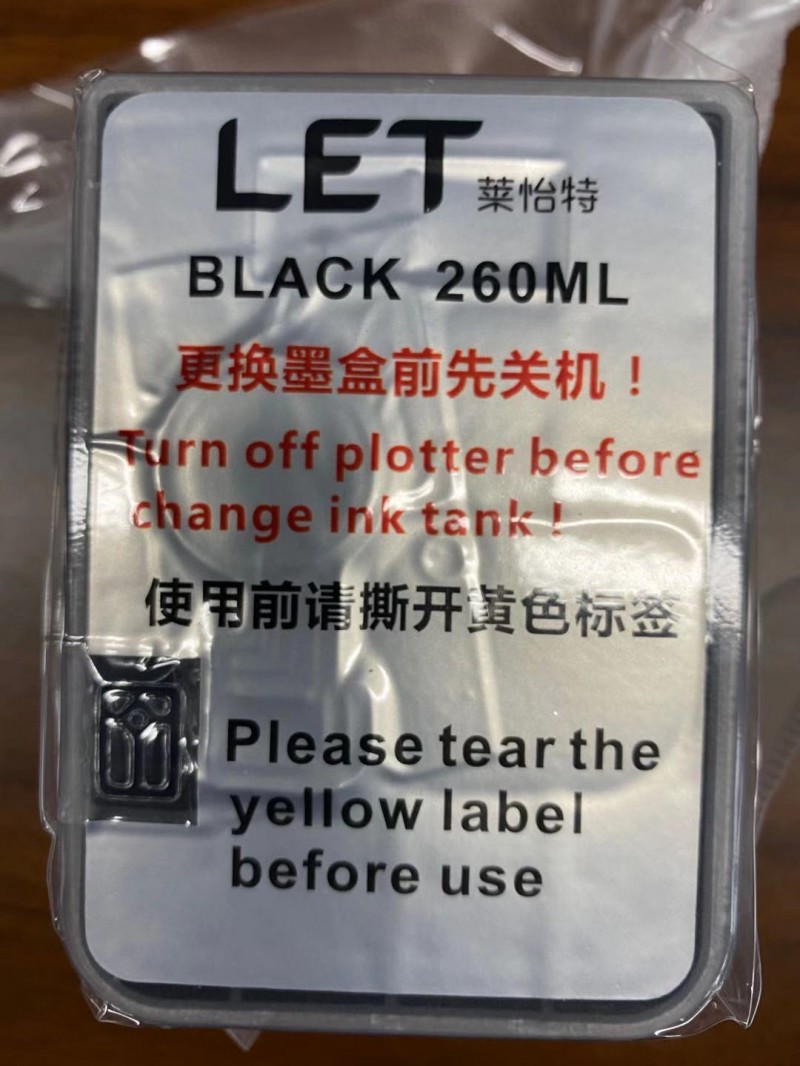 LET 莱怡特
BLACK 260ML
更换墨盒前先关机！
Turn off plotter before
change ink tank！
使用前请撕开黄色标签
Please tear the
yellow label
before use